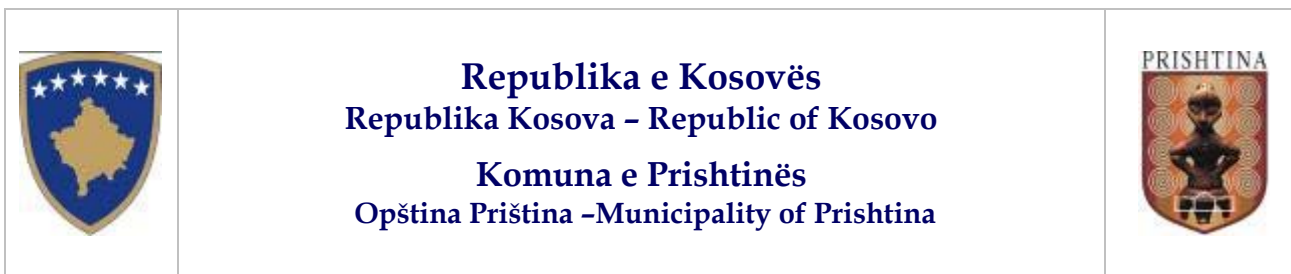 Republika e Kosovës
Republika Kosova – Republic of Kosovo
Komuna e Prishtinës
Opština Priština –Municipality of Prishtina
PRISHTINA